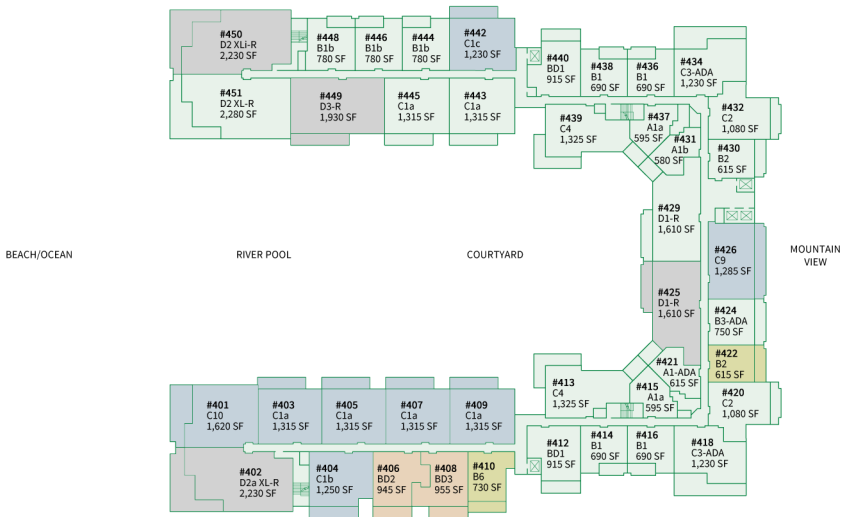 #450
D2 XLi-R
2,230 SF
#448
B1b
780 SF
#446
B1b
780 SF
#444
B1b
780 SF
#442
C1c
1,230 SF
#440
BD1
915 SF
#438
B1
690 SF
#436
B1
690 SF
#434
C3-ADA
1,230 SF
#451
D2 XL-R
2,280 SF
#449
D3-R
1,930 SF
#445
C1a
1,315 SF
#443
C1a
1,315 SF
#439
C4
1,325 SF
#437
A1a
595 SF
#431
A1b
580 SF
#432
C2
1,080 SF
#430
B2
615 SF
#429
D1-R
1,610 SF
BEACH/OCEAN
RIVER POOL
COURTYARD
#426
C9
1,285 SF
MOUNTAIN
VIEW
#425
D1-R
1,610 SF
#424
B3-ADA
750 SF
#422
B2
615 SF
#421
A1-ADA
615 SF
#420
C2
1,080 SF
#413
C4
1,325 SF
#415
A1a
595 SF
#401
C10
1,620 SF
#403
C1a
1,315 SF
#405
C1a
1,315 SF
#407
C1a
1,315 SF
#409
C1a
1,315 SF
#412
BD1
915 SF
#414
B1
690 SF
#416
B1
690 SF
#418
C3-ADA
1,230 SF
#402
D2a XL-R
2,230 SF
#404
C1b
1,250 SF
#406
BD2
945 SF
#408
BD3
955 SF
#410
B6
730 SF